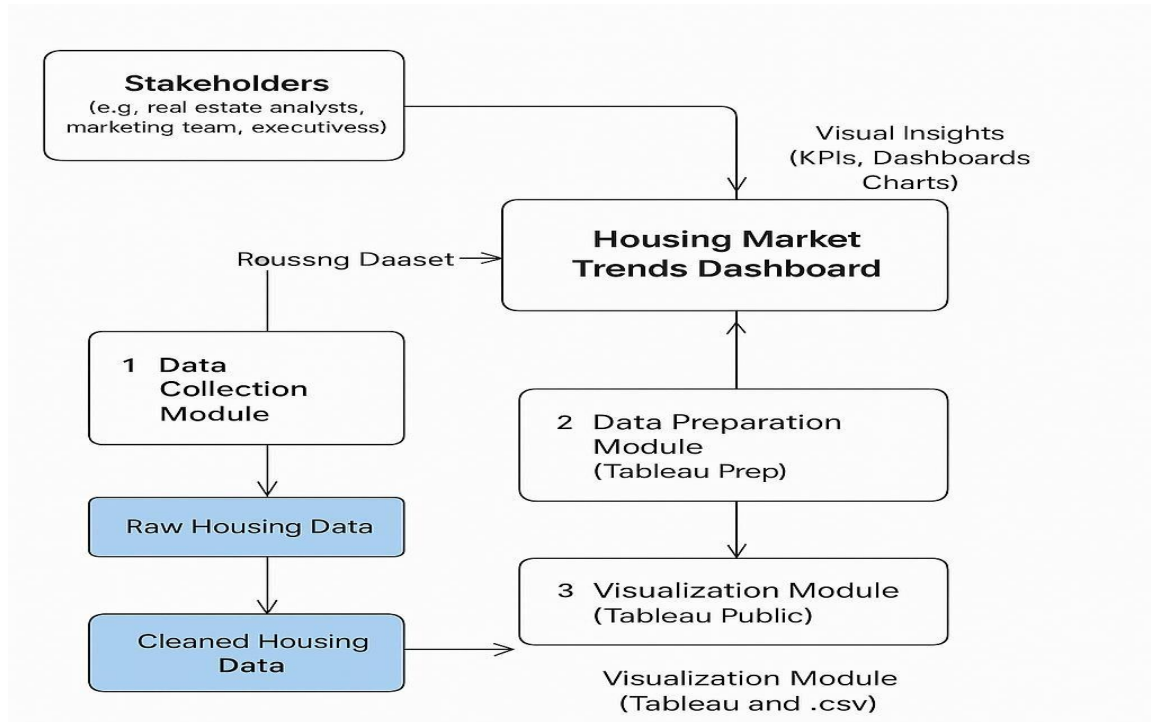 Stakeholders
(e.g, real estate analysts,
marketing team, executivess)
Visual Insights
(KPIs, Dashboards
Charts)
Housing Market
Trends Dashboard
Roussng Daaset
1 Data
Collection
Module
2 Data Preparation
Module
(Tableau Prep)
Raw Housing Data
3 Visualization Module
(Tableau Public)
Cleaned Housing
Data
Visualization Module
(Tableau and .csv)